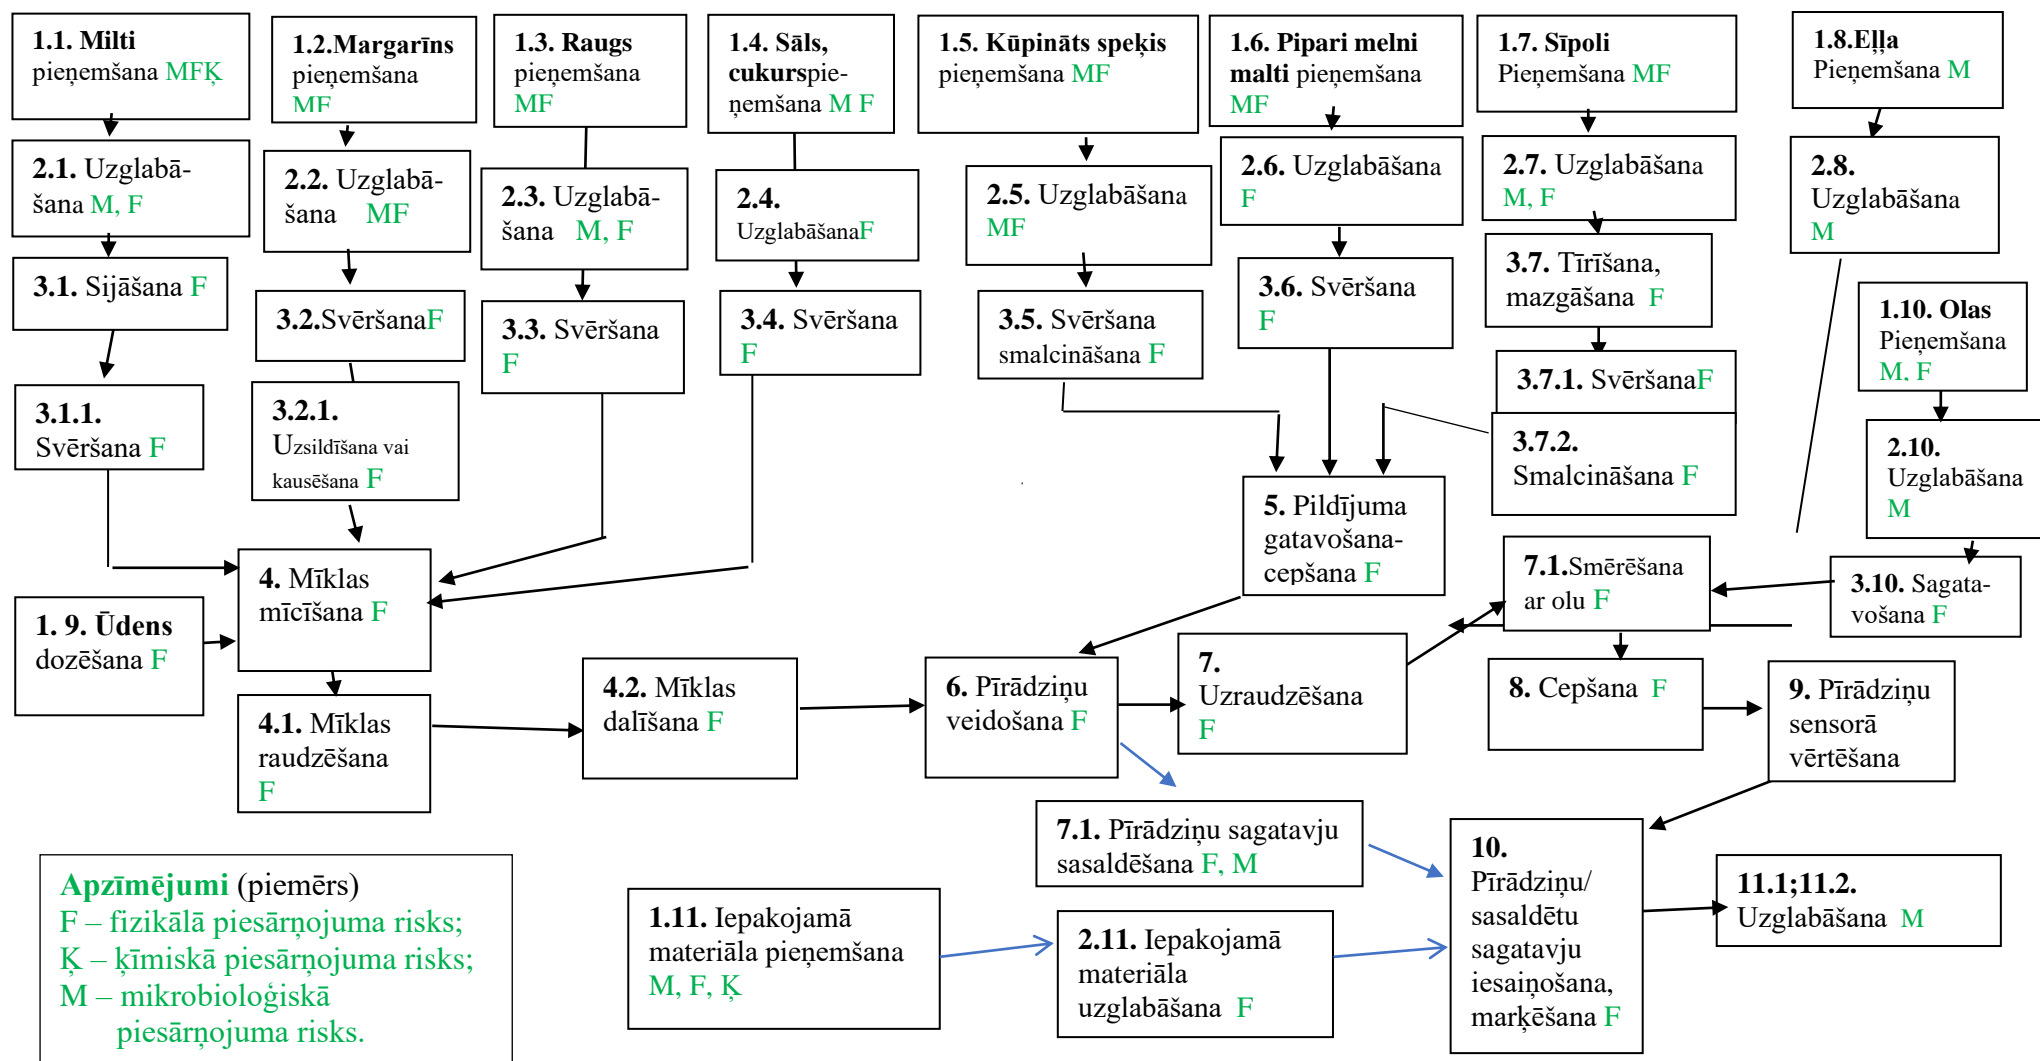 1.1. Milti
pieņemšana MFĶ
1.2.Margarīns
pieņemšana
MF
1.3. Raugs
pieņemšana
MF
1.4. Sāls,
cukurspie-
ņemšana M F
1.5. Kūpināts speķis
pieņemšana MF
1.6. Pipari melni
malti pieņemšana
MF
1.7. Sīpoli
Pieņemšana MF
1.8.Eļļa
Pieņemšana M
2.1. Uzglabā-
šana M, F
2.2. Uzglabā-
šana MF
2.3. Uzglabā-
šana M, F
2.4.
UzglabāšanaF
2.5. Uzglabāšana
MF
2.6. Uzglabāšana
F
2.7. Uzglabāšana
M, F
2.8.
Uzglabāšana
M
3.1. Sijāšana F
3.2.SvēršanaF
3.3. Svēršana
F
3.4. Svēršana
F
3.5. Svēršana
smalcināšana F
3.6. Svēršana
F
3.7. Tīrīšana,
mazgāšana F
1.10. Olas
Pieņemšana
M, F
3.1.1.
Svēršana F
3.2.1.
Uzsildīšana vai
kausēšana F
3.7.1. SvēršanaF
3.7.2.
Smalcināšana F
2.10.
Uzglabāšana
M
4. Mīklas
mīcīšana F
5. Pildījuma
gatavošana-
cepšana F
7.1.Smērēšana
ar olu F
3.10. Sagata-
vošana F
1. 9. Ūdens
dozēšana F
4.1. Mīklas
raudzēšana
F
4.2. Mīklas
dalīšana F
6. Pīrādziņu
veidošana F
7.
Uzraudzēšana
F
8. Cepšana F
9. Pīrādziņu
sensorā
vērtēšana
7.1. Pīrādziņu sagatavju
sasaldēšana F, M
10.
Pīrādziņu/
sasaldētu
sagatavju
iesaiņošana,
marķēšana F
11.1;11.2.
Uzglabāšana M
1.11. Iepakojamā
materiāla pieņemšana
M, F, Ķ
2.11. Iepakojamā
materiāla
uzglabāšana F
Apzīmējumi (piemērs)
F – fizikālā piesārņojuma risks;
Ķ – ķīmiskā piesārņojuma risks;
M – mikrobioloģiskā
piesārņojuma risks.